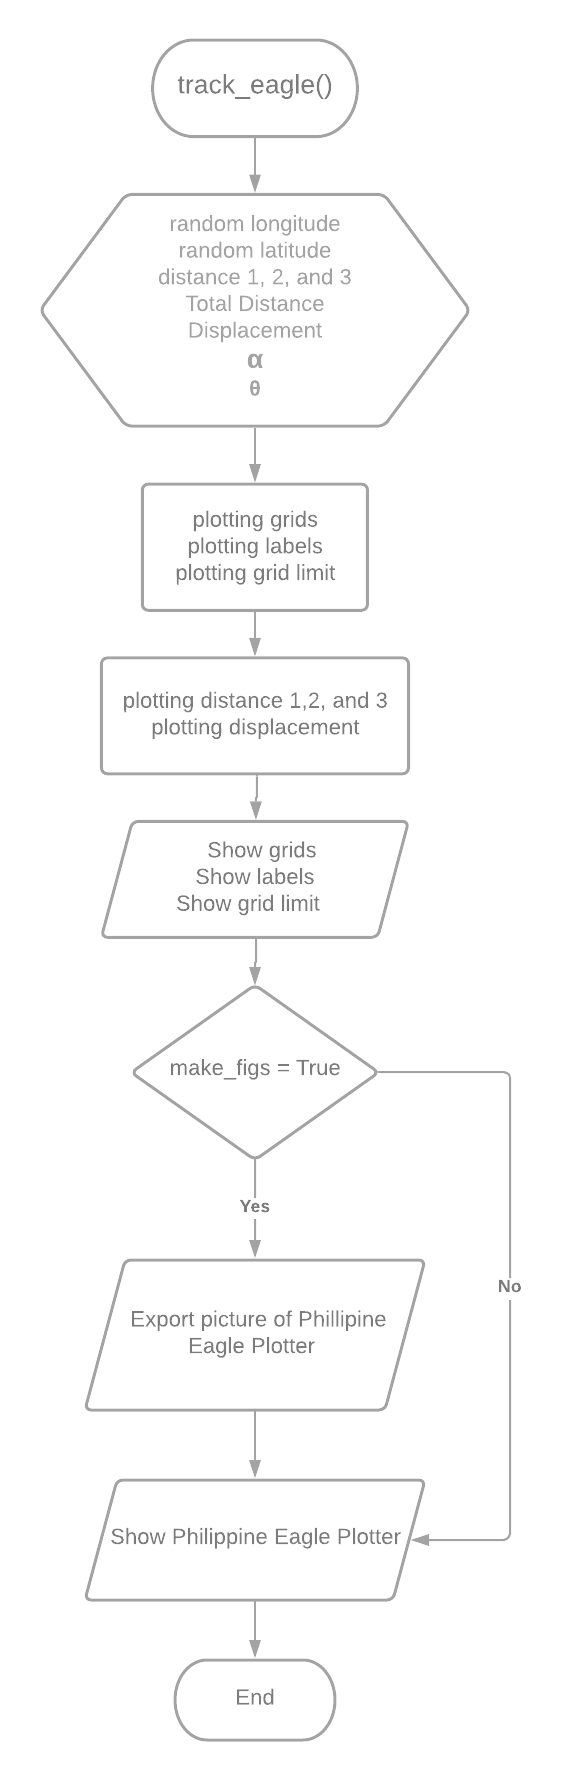 track_eagle()
random longitude
random latitude
distance 1, 2, and 3
Total Distance
Displacement
α
θ
plotting grids
plotting labels
plotting grid limit
plotting distance 1,2, and 3
plotting displacement
Show grids
Show labels
Show grid limit
make_figs = True
Yes
No
Export picture of Phillipine
Eagle Plotter
Show Philippine Eagle Plotter
End